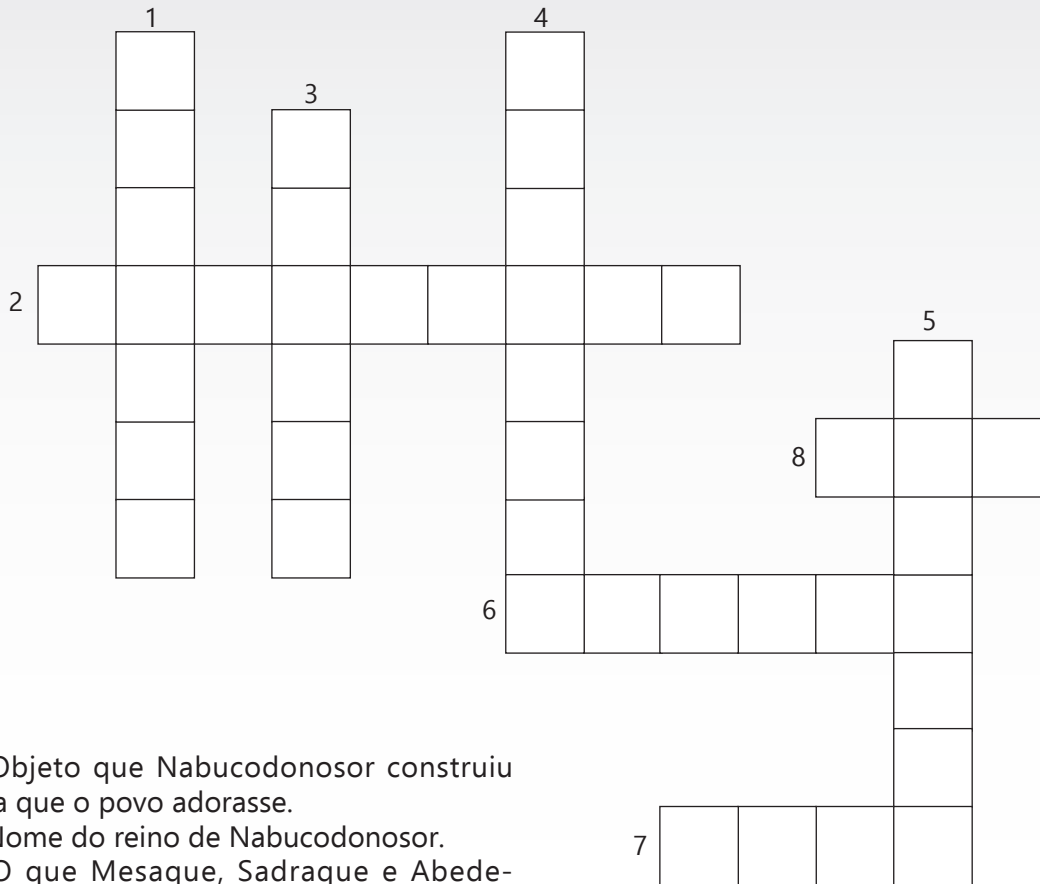 1
4
3
2
5
8
6
Objeto que Nabucodonosor construiu
a que o povo adorasse.
Nome do reino de Nabucodonosor.
O que Mesaque, Sadraque e Abede-
7